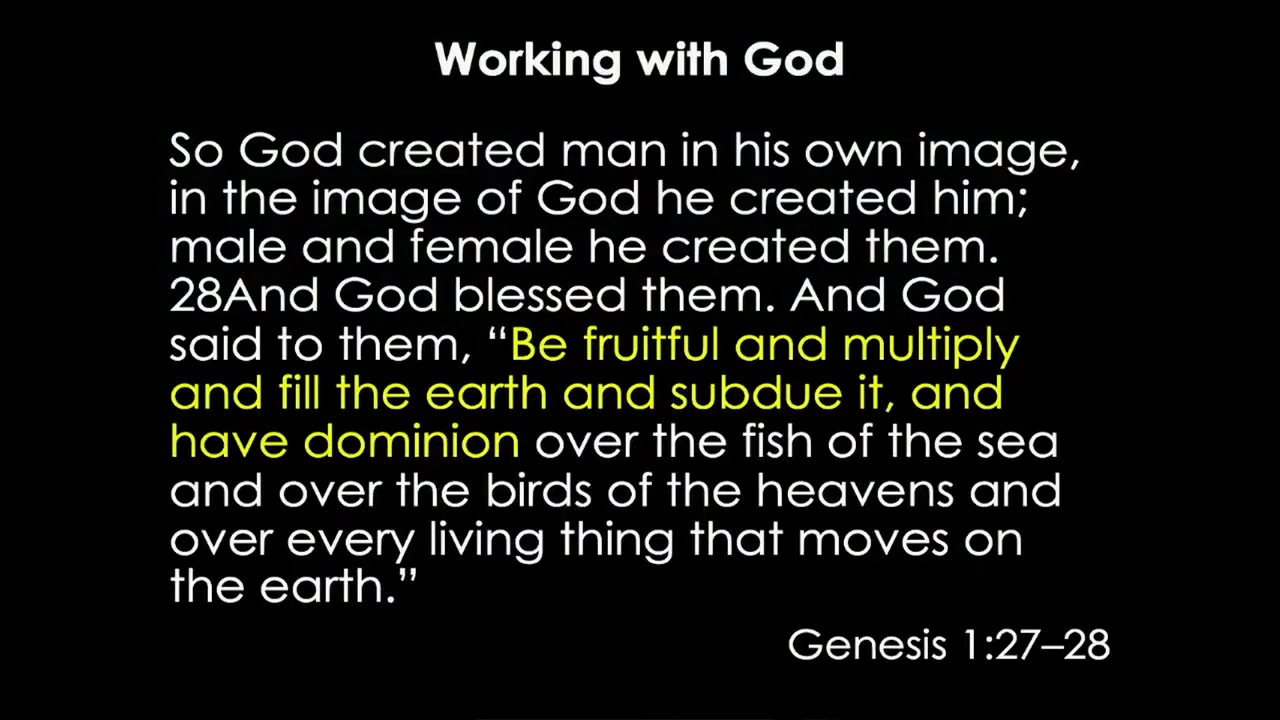 Working with God
So God created man in his own image,
in the image of God he created him;
male and female he created them.
28And God blessed them. And God
said to them, “Be fruitful and multiply
and fill the earth and subdue it, and
have dominion over the fish of the sea
and over the birds of the heavens and
over every living thing that moves on
the earth.”
Genesis 1:27–28